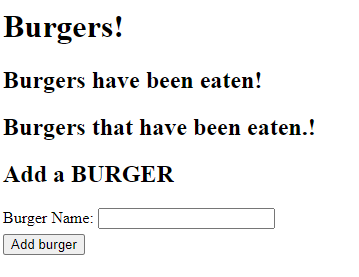 Burgers!
Burgers have been eaten!
Burgers that have been eaten.!
Add a BURGER
Burger Name:
Add burger